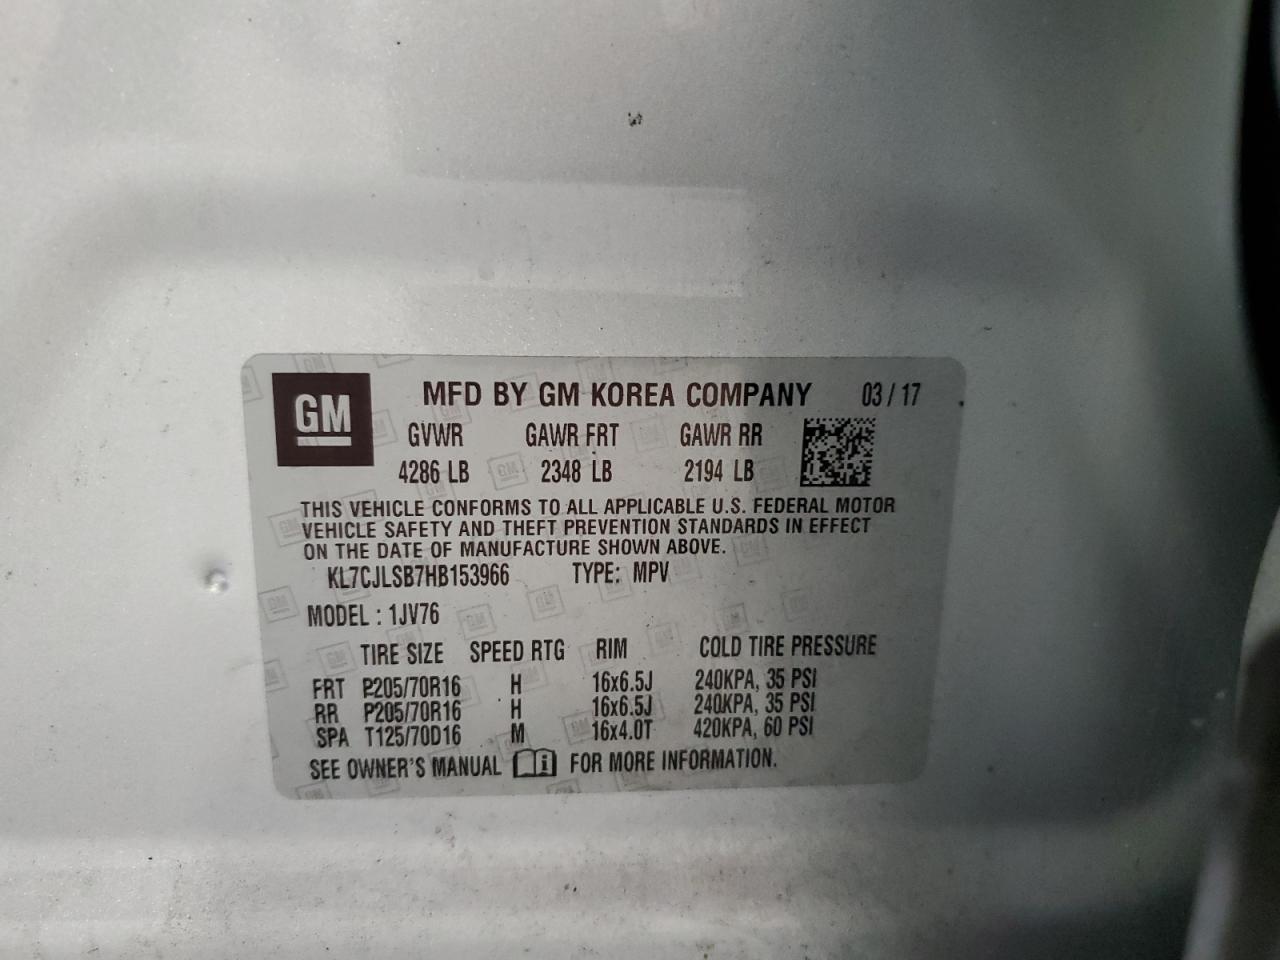 GM
MFD BY GM KOREA COMPANY 03 / 17
GVWR GAWR FRT GAWR RR
4286 LB 2348 LB 2194 LB
THIS VEHICLE CONFORMS TO ALL APPLICABLE U.S. FEDERAL MOTOR
VEHICLE SAFETY AND THEFT PREVENTION STANDARDS IN EFFECT
ON THE DATE OF MANUFACTURE SHOWN ABOVE.
KL7CJLSB7HB153966 TYPE: MPV
MODEL : 1JV76
TIRE SIZE SPEED RTG RIM COLD TIRE PRESSURE
FRT P205/70R16 H 16x6.5J 240KPA, 35 PSI
RR P205/70R16 H 16x6.5J 240KPA, 35 PSI
SPA T125/70D16 M 16x4.0T 420KPA, 60 PSI
SEE OWNER'S MANUAL i FOR MORE INFORMATION.